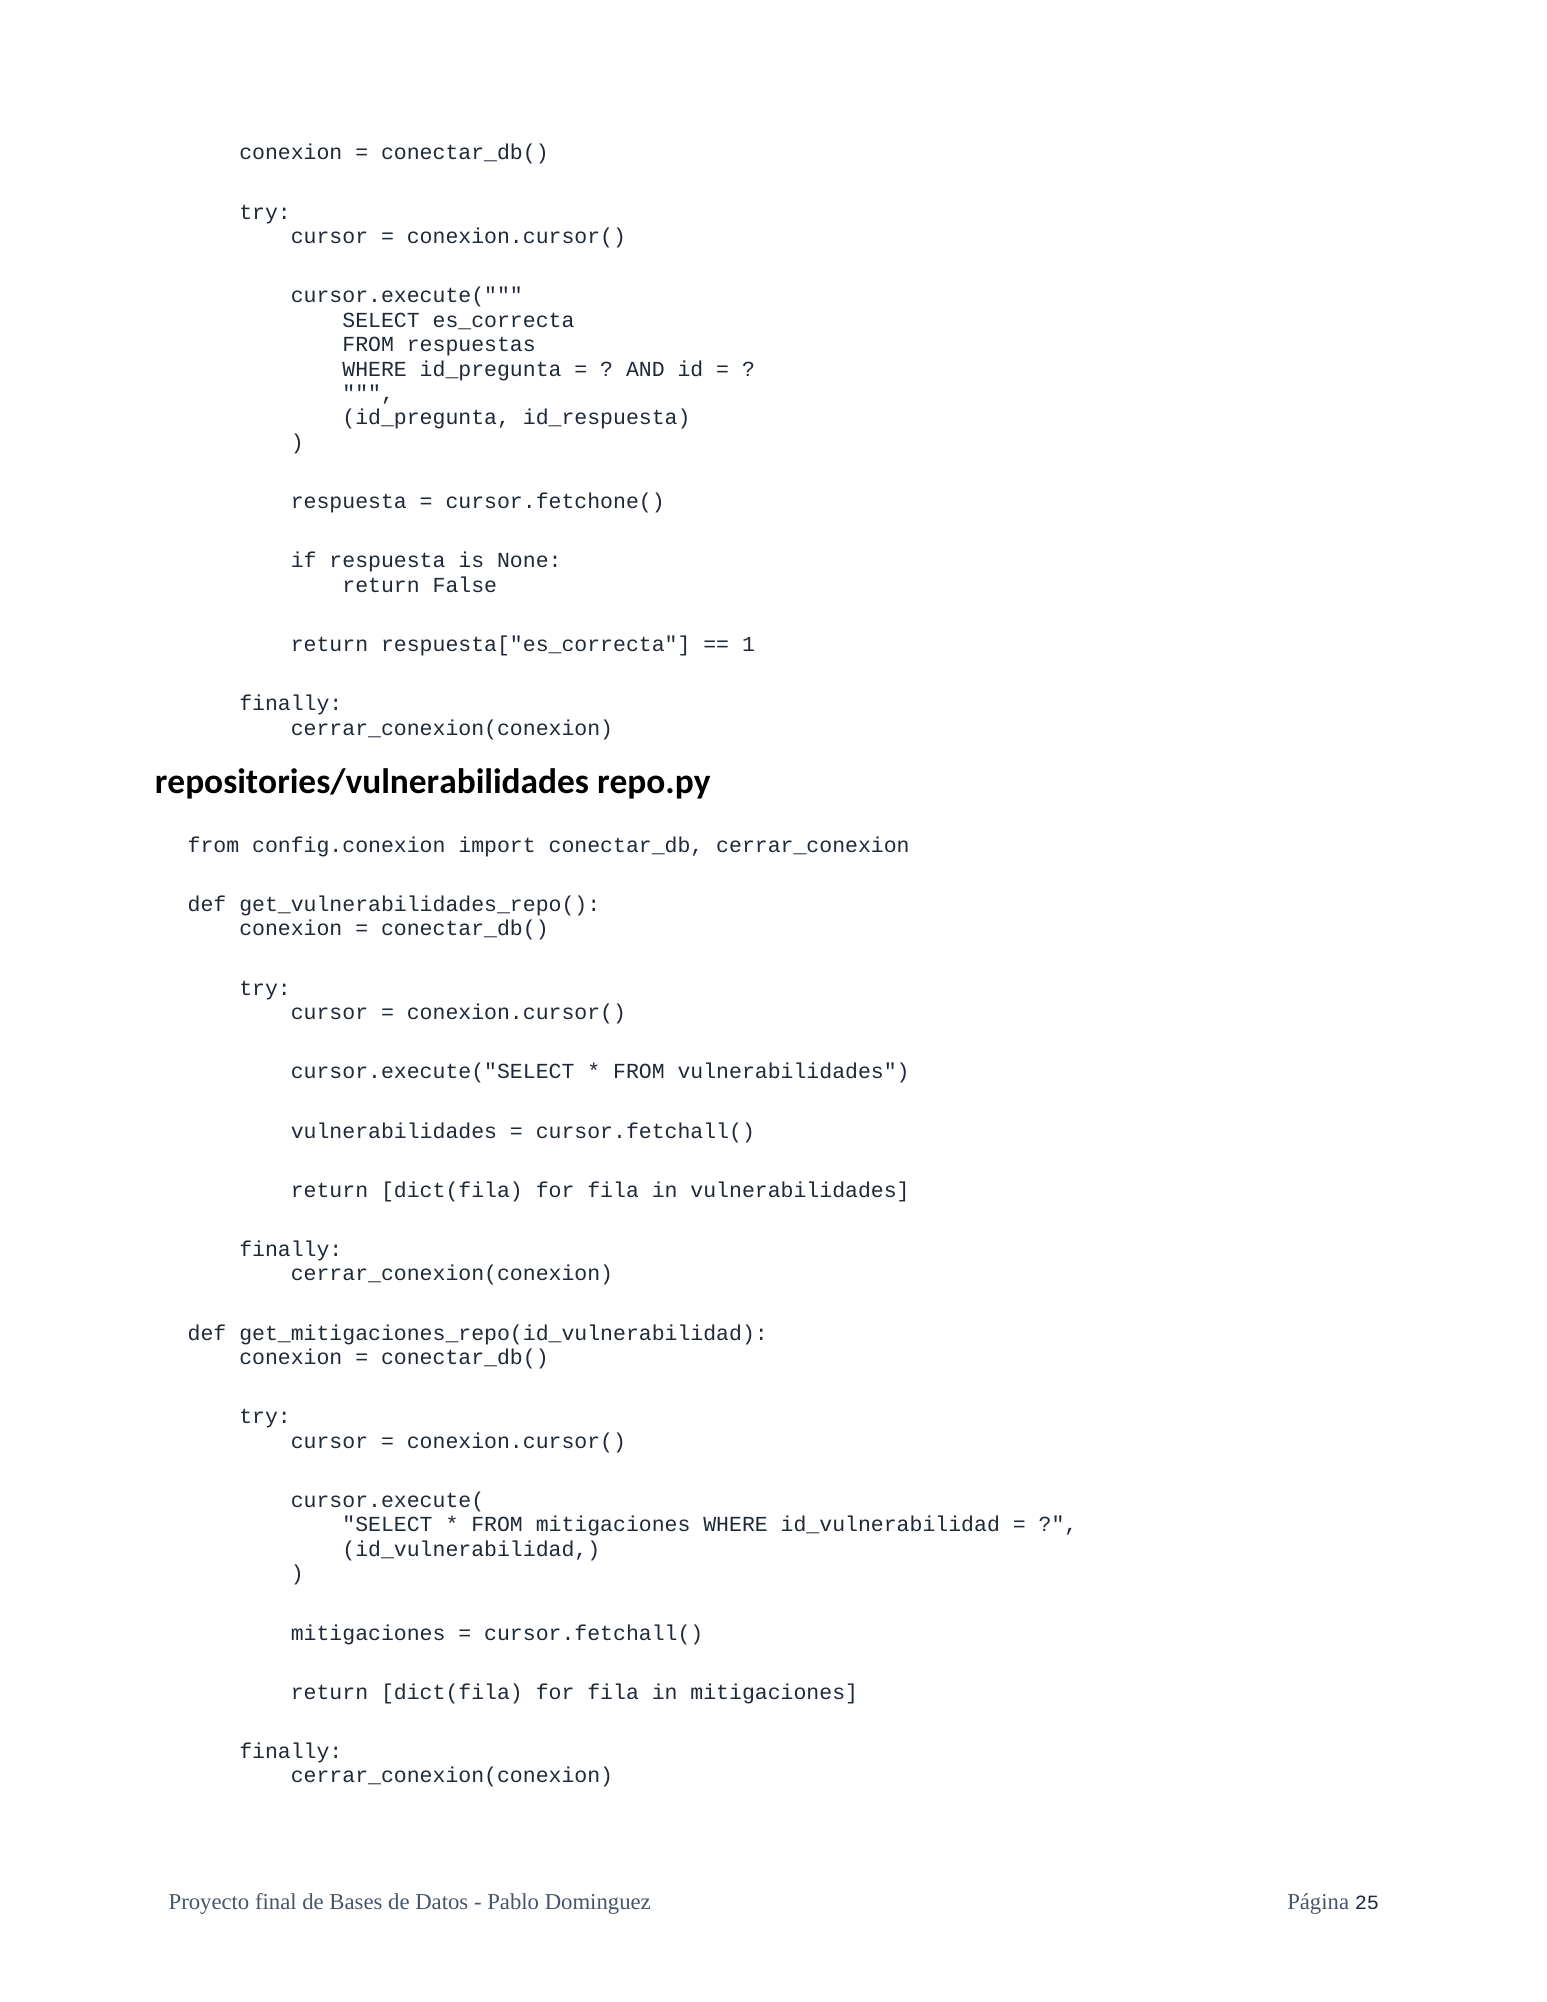 conexion = conectar_db()

    try:
        cursor = conexion.cursor()

        cursor.execute("""
            SELECT es_correcta
            FROM respuestas
            WHERE id_pregunta = ? AND id = ?
            """,
            (id_pregunta, id_respuesta)
        )

        respuesta = cursor.fetchone()

        if respuesta is None:
            return False

        return respuesta["es_correcta"] == 1

    finally:
        cerrar_conexion(conexion)

repositories/vulnerabilidades repo.py

from config.conexion import conectar_db, cerrar_conexion

def get_vulnerabilidades_repo():
    conexion = conectar_db()

    try:
        cursor = conexion.cursor()

        cursor.execute("SELECT * FROM vulnerabilidades")

        vulnerabilidades = cursor.fetchall()

        return [dict(fila) for fila in vulnerabilidades]

    finally:
        cerrar_conexion(conexion)

def get_mitigaciones_repo(id_vulnerabilidad):
    conexion = conectar_db()

    try:
        cursor = conexion.cursor()

        cursor.execute(
            "SELECT * FROM mitigaciones WHERE id_vulnerabilidad = ?",
            (id_vulnerabilidad,)
        )

        mitigaciones = cursor.fetchall()

        return [dict(fila) for fila in mitigaciones]

    finally:
        cerrar_conexion(conexion)

Proyecto final de Bases de Datos - Pablo Dominguez Página 25